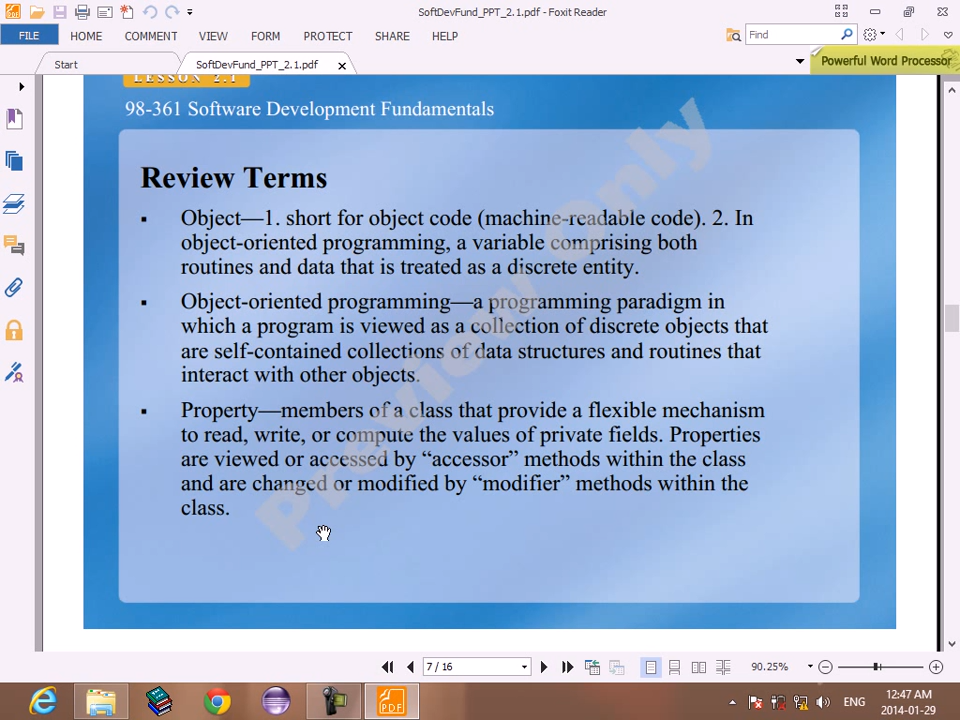 SoftDevFund_PPT_2.1.pdf - Foxit Reader
FILE HOME COMMENT VIEW FORM PROTECT SHARE HELP Find
Start SoftDevFund_PPT_2.1.pdf Powerful Word Processor
LESSON 2.1
98-361 Software Development Fundamentals
Review Terms
▪ Object—1. short for object code (machine-readable code). 2. In
object-oriented programming, a variable comprising both
routines and data that is treated as a discrete entity.
▪ Object-oriented programming—a programming paradigm in
which a program is viewed as a collection of discrete objects that
are self-contained collections of data structures and routines that
interact with other objects.
▪ Property—members of a class that provide a flexible mechanism
to read, write, or compute the values of private fields. Properties
are viewed or accessed by “accessor” methods within the class
and are changed or modified by “modifier” methods within the
class.
Preview Only
7 / 16 90.25%
PDF ENG 12:47 AM
2014-01-29